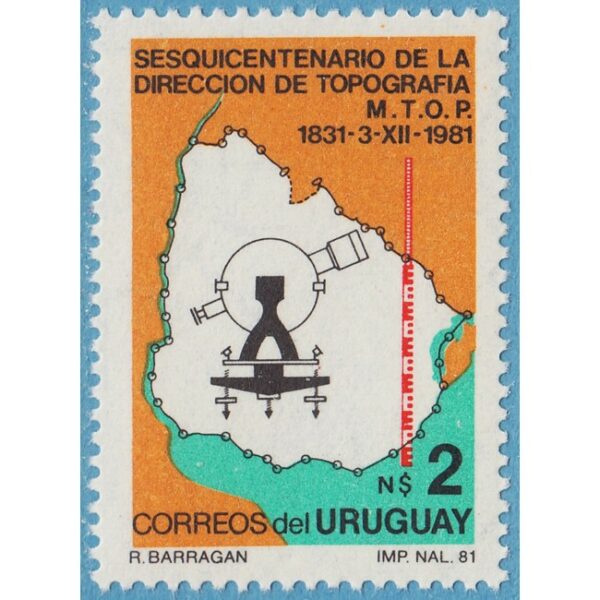 SESQUICENTENARIO DE LA
DIRECCION DE TOPOGRAFIA
M.T.O.P.
1831-3-XII-1981
N$ 2
CORREOS del URUGUAY
R. BARRAGAN IMP. NAL. 81